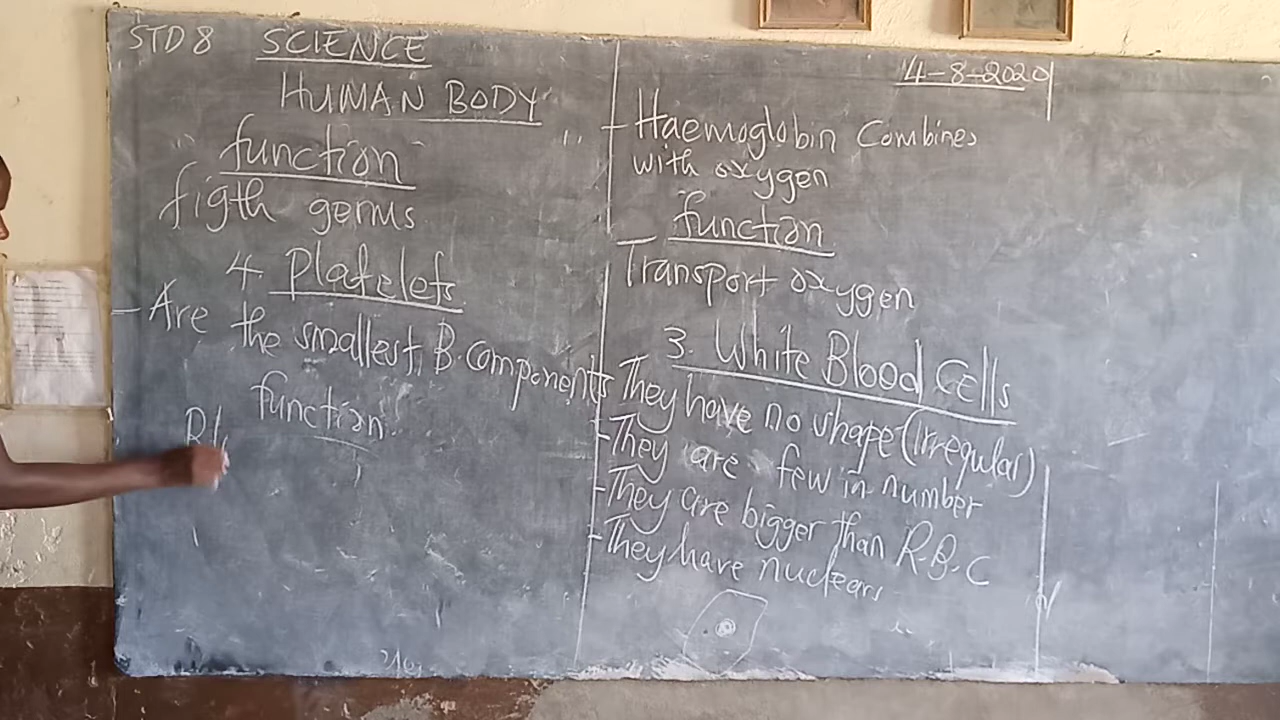 STD 8 SCIENCE
4-8-2020
HUMAN BODY
function
figth germs
4. Platelets
- Are the smallest B. components
function
Bl
- Haemoglobin Combines
with oxygen
function
Transport oxygen
3. White Blood Cells
- They have no shape (irregular)
- They are few in number
- They are bigger than R.B.C
- They have nuclears